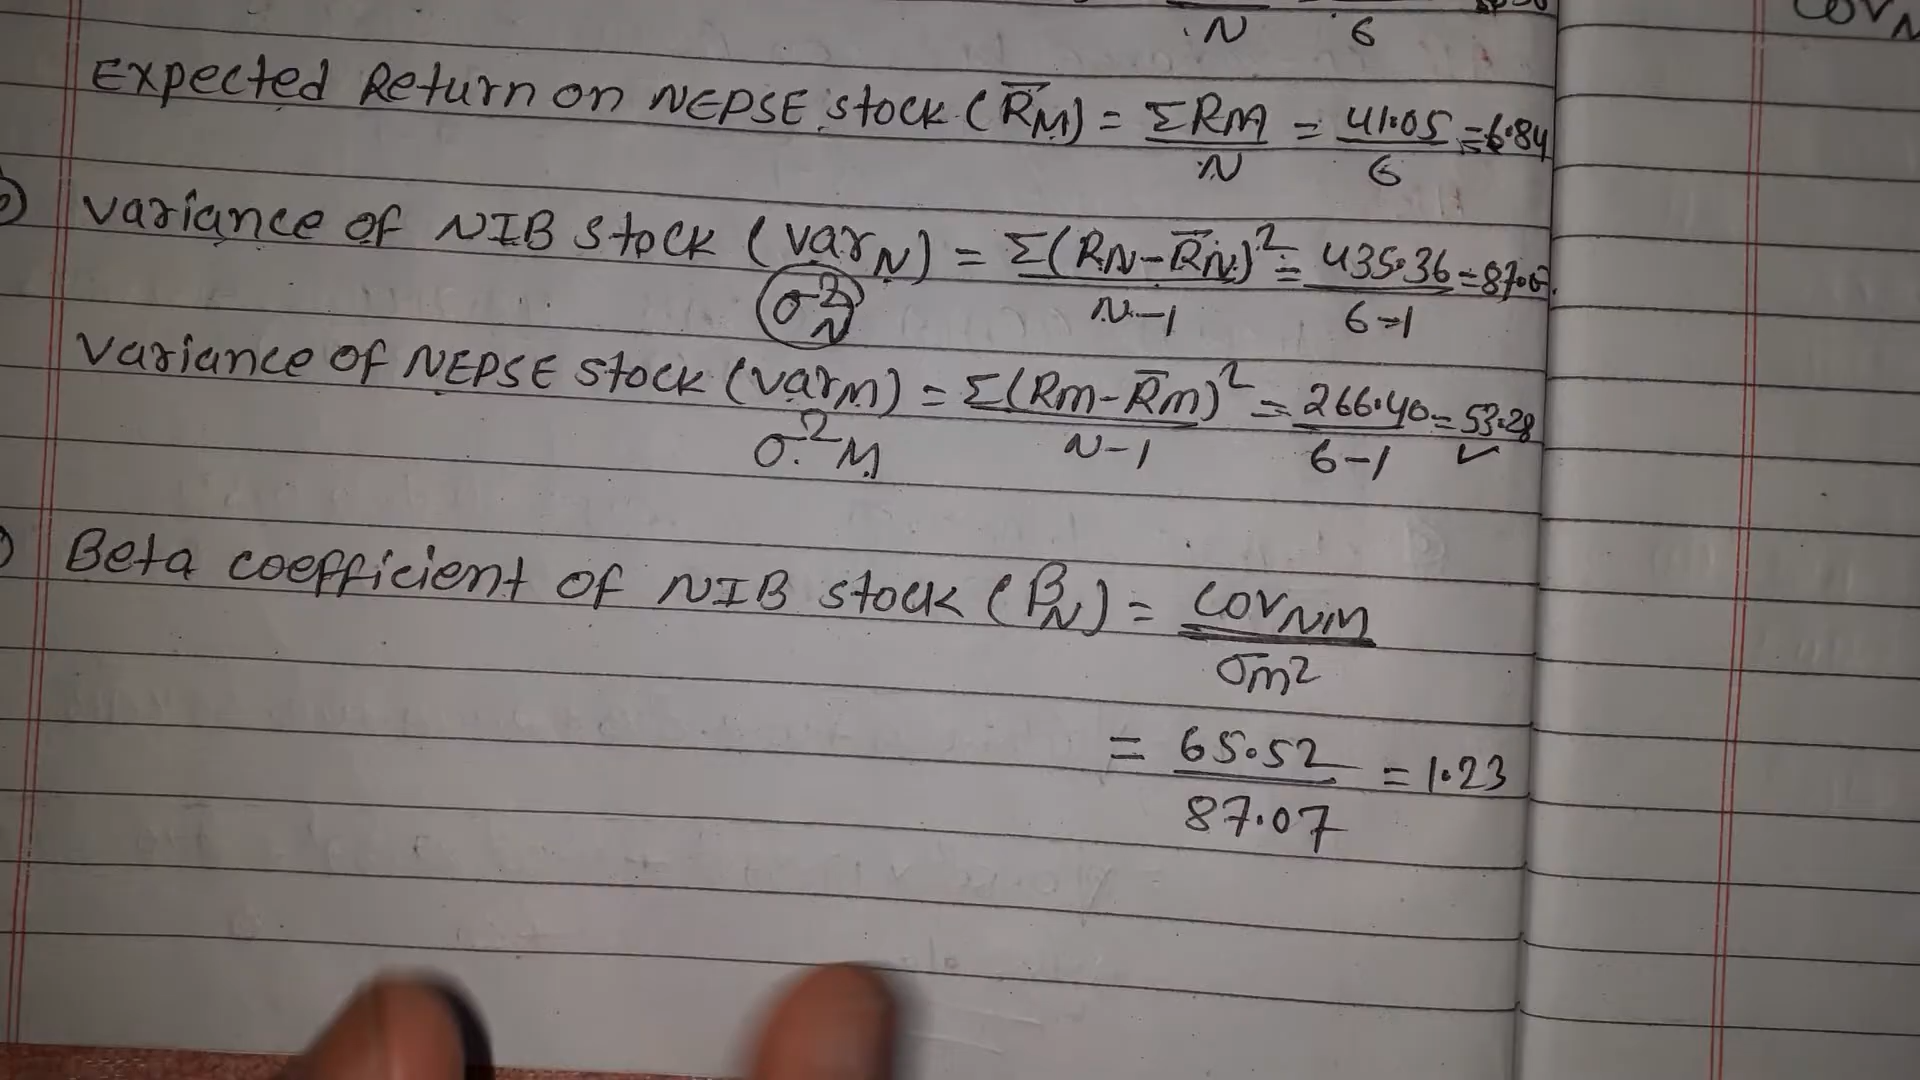 N 6
Expected Return on NEPSE stock (R̅M) = ΣRM/N = 41.05/6 = 6.84
Variance of NIB stock (VarN) = Σ(RN-R̅N)²/N-1 = 435.36/6-1
σ²N
Variance of NEPSE stock (VarM) = Σ(Rm-R̅m)²/N-1 = 266.40/6-1 = 53.28 ✓
σ²M
Beta coefficient of NIB stock (βN) = CovNM/σm²
= 65.52/87.07 = 1.23